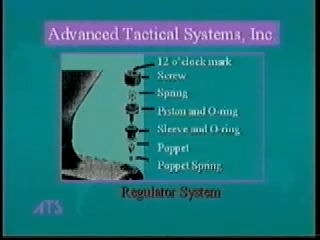 Advanced Tactical Systems, Inc
12 o'clock mark
Screw
Spring
Piston and O-ring
Sleeve and O-ring
Poppet
Poppet Spring
Regulator System
ATS